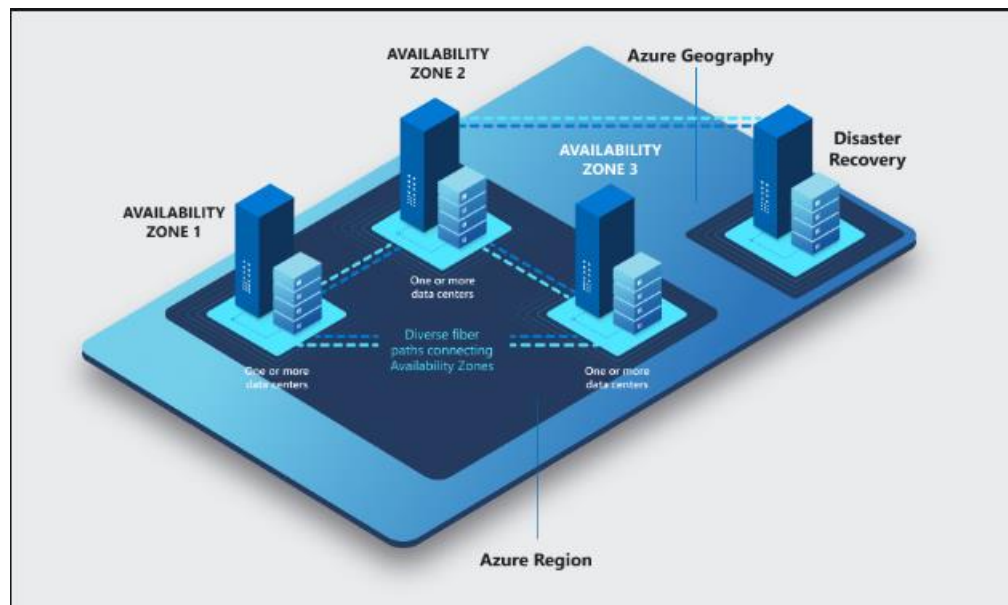 AVAILABILITY
ZONE 2
Azure Geography
Disaster
Recovery
AVAILABILITY
ZONE 3
AVAILABILITY
ZONE 1
One or more
data centers
Diverse fiber
paths connecting
Availability Zones
One or more
data centers
One or more
data centers
Azure Region